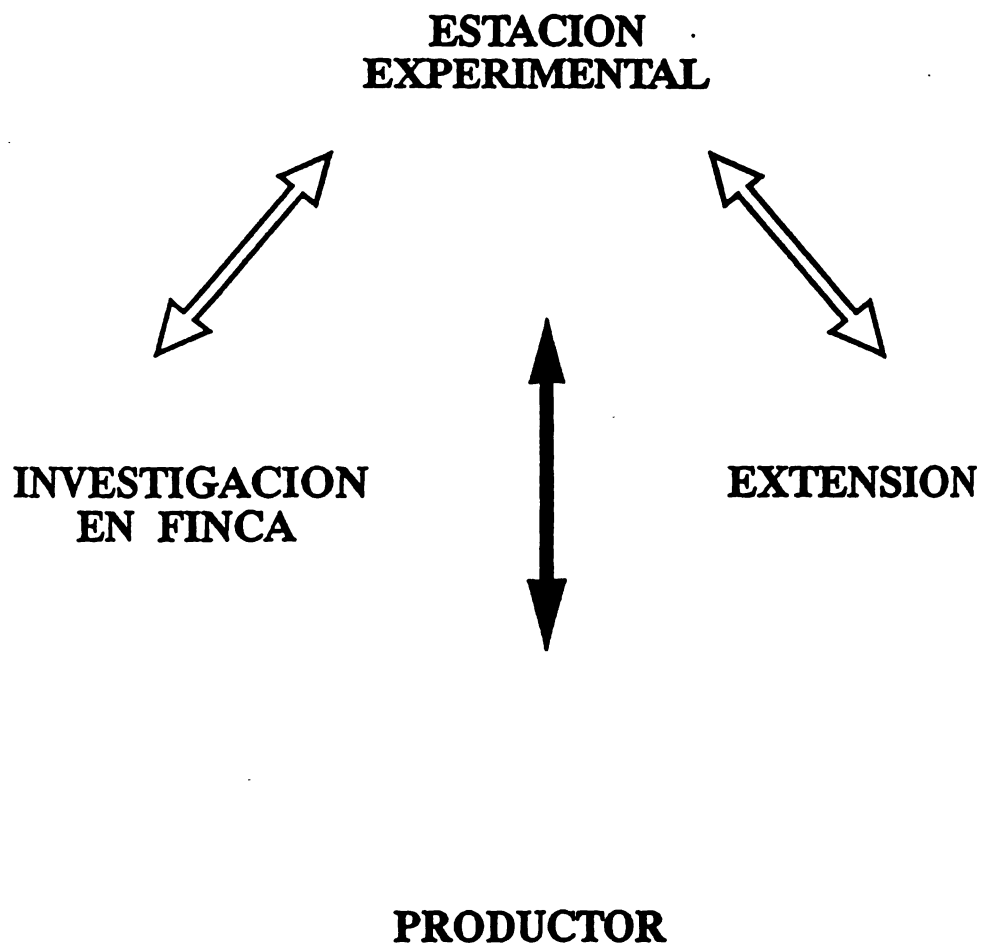 ESTACION
EXPERIMENTAL
INVESTIGACION
EN FINCA
EXTENSION
PRODUCTOR